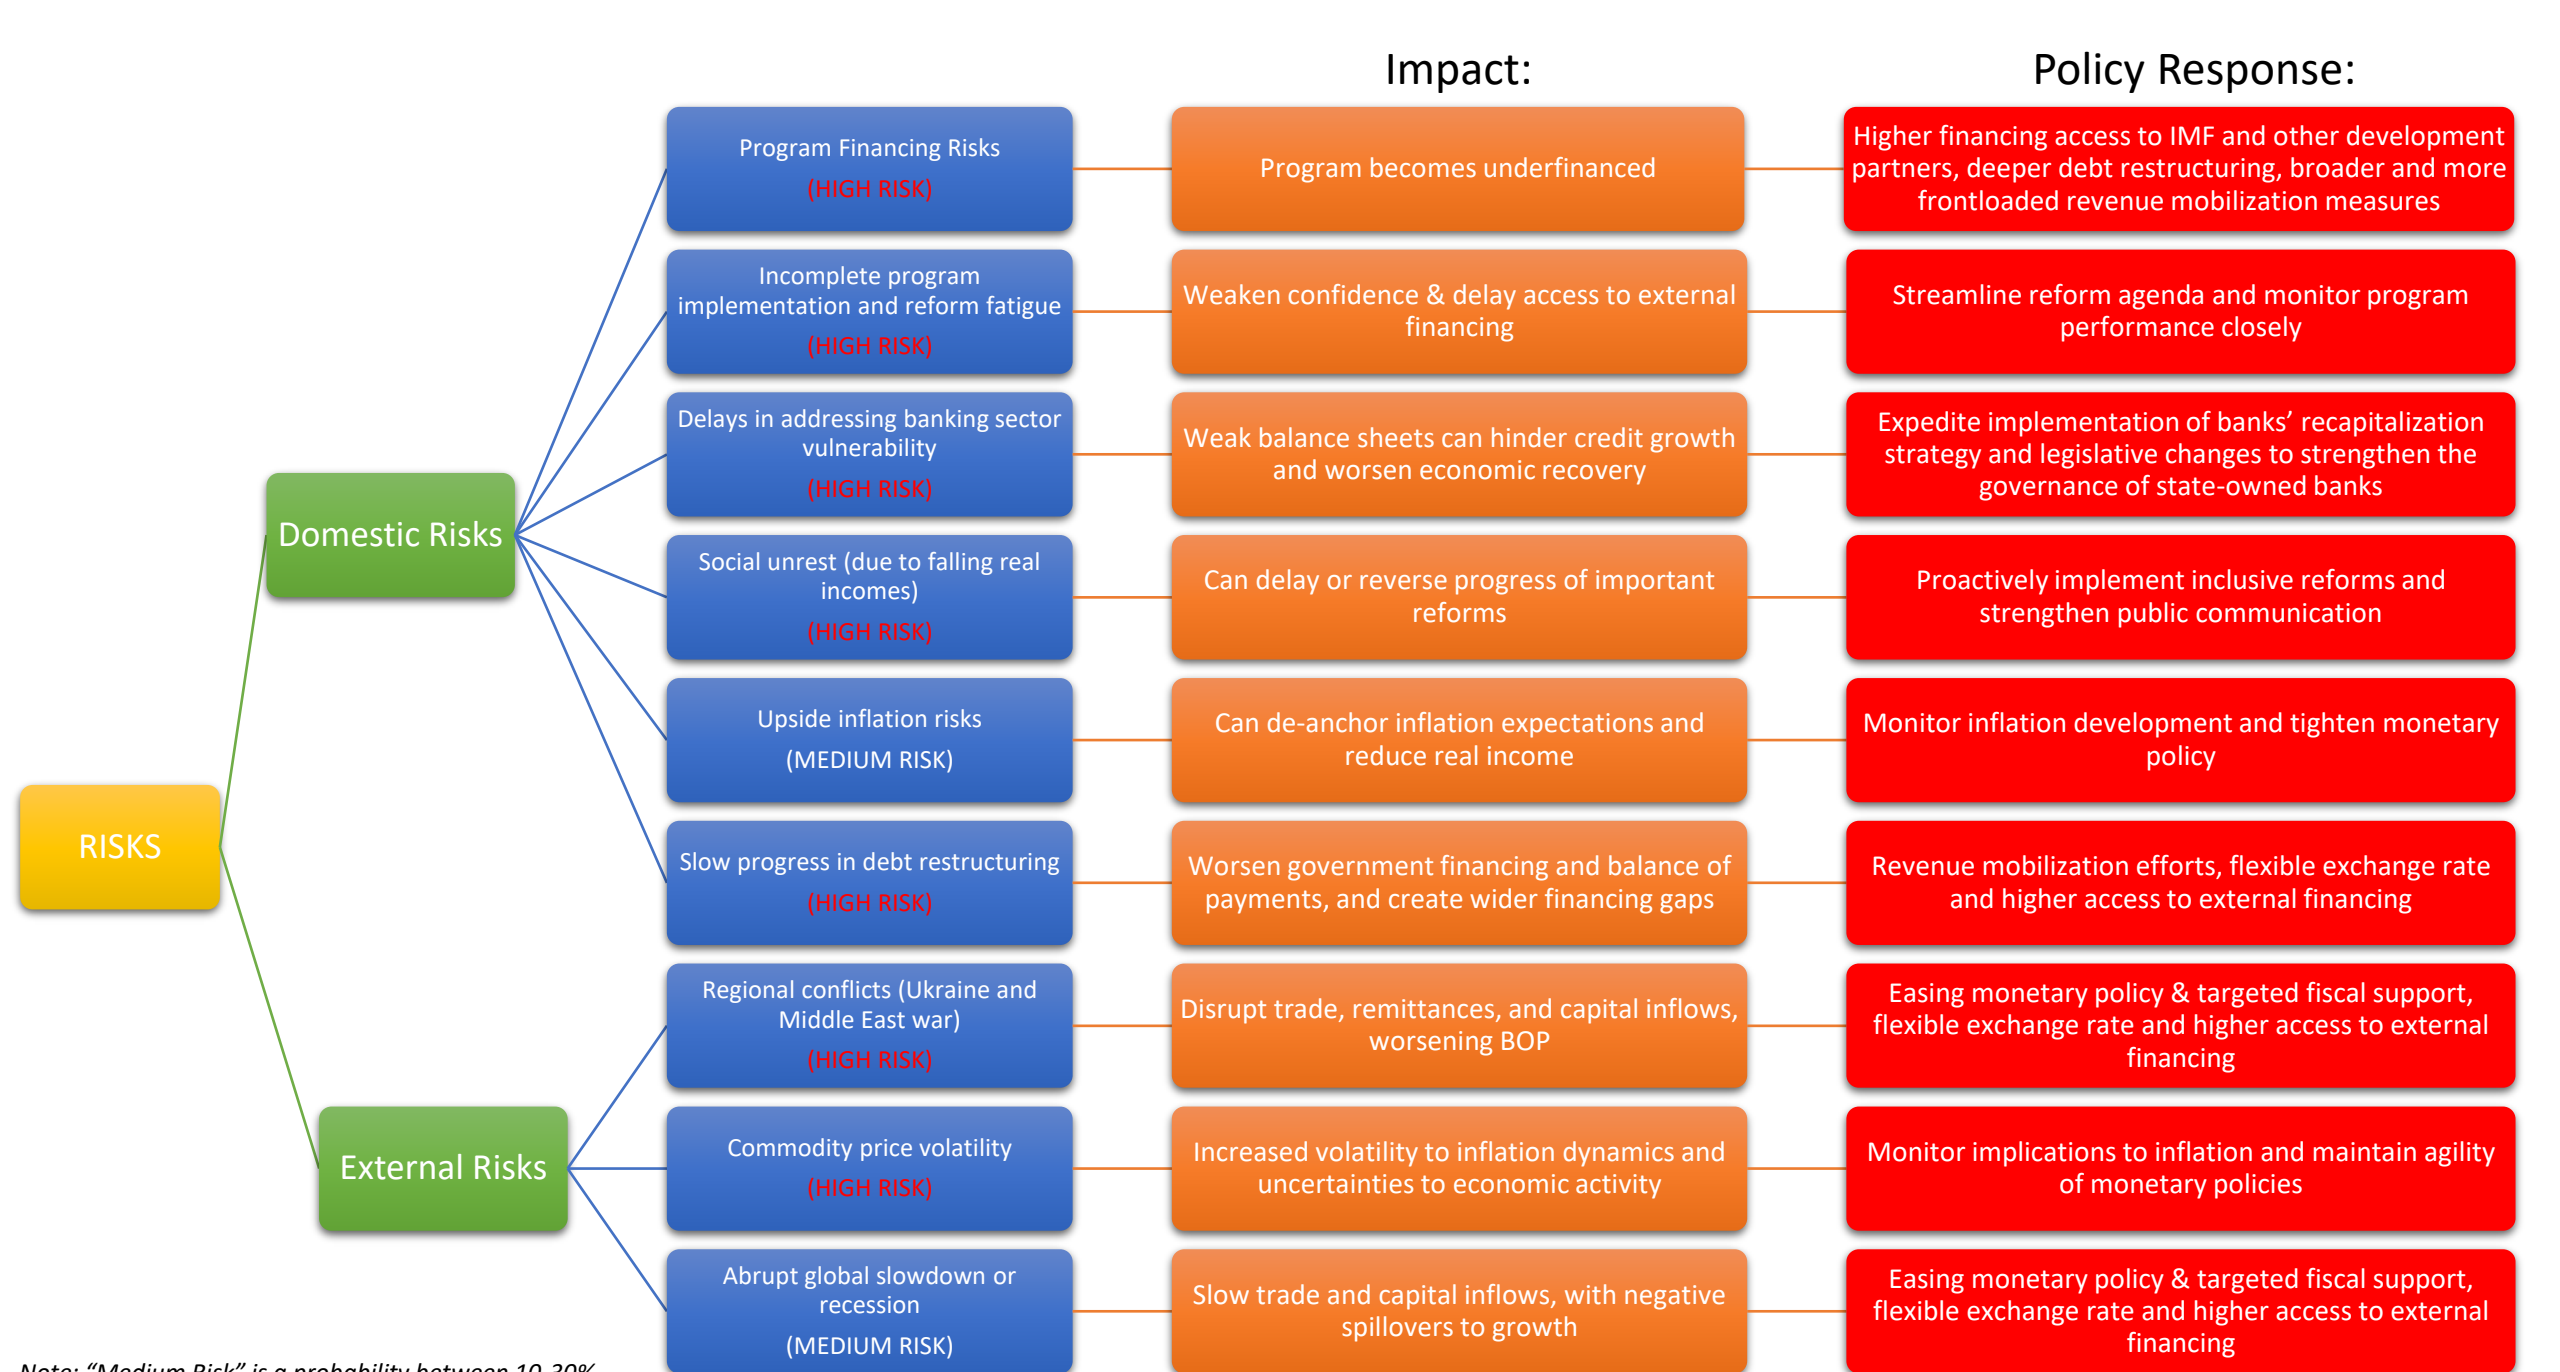 Impact:
Policy Response:
Program Financing Risks
(HIGH RISK)
Program becomes underfinanced
Higher financing access to IMF and other development
partners, deeper debt restructuring, broader and more
frontloaded revenue mobilization measures
Incomplete program
implementation and reform fatigue
(HIGH RISK)
Weaken confidence & delay access to external
financing
Streamline reform agenda and monitor program
performance closely
Delays in addressing banking sector
vulnerability
(HIGH RISK)
Weak balance sheets can hinder credit growth
and worsen economic recovery
Expedite implementation of banks’ recapitalization
strategy and legislative changes to strengthen the
governance of state-owned banks
Domestic Risks
Social unrest (due to falling real
incomes)
(HIGH RISK)
Can delay or reverse progress of important
reforms
Proactively implement inclusive reforms and
strengthen public communication
Upside inflation risks
(MEDIUM RISK)
Can de-anchor inflation expectations and
reduce real income
Monitor inflation development and tighten monetary
policy
RISKS
Slow progress in debt restructuring
(HIGH RISK)
Worsen government financing and balance of
payments, and create wider financing gaps
Revenue mobilization efforts, flexible exchange rate
and higher access to external financing
Regional conflicts (Ukraine and
Middle East war)
(HIGH RISK)
Disrupt trade, remittances, and capital inflows,
worsening BOP
Easing monetary policy & targeted fiscal support,
flexible exchange rate and higher access to external
financing
External Risks
Commodity price volatility
(HIGH RISK)
Increased volatility to inflation dynamics and
uncertainties to economic activity
Monitor implications to inflation and maintain agility
of monetary policies
Abrupt global slowdown or
recession
(MEDIUM RISK)
Slow trade and capital inflows, with negative
spillovers to growth
Easing monetary policy & targeted fiscal support,
flexible exchange rate and higher access to external
financing
Note: “Medium Risk” is a probability between 10-30%